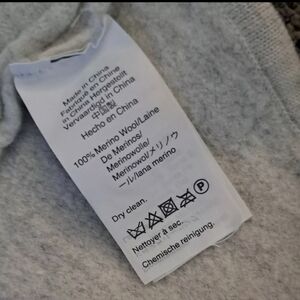 Made in China
Fabriqué en Chine
in China Hergestellt
Vervaardigd in China
中国製
Hecho en China
100% Merino Wool/Laine
De Merinos/
Merinowolle/
Merinowol/メリノウ
ール/lana merino
Dry clean.
P
Nettoyer à sec.
Chemische reinigung.